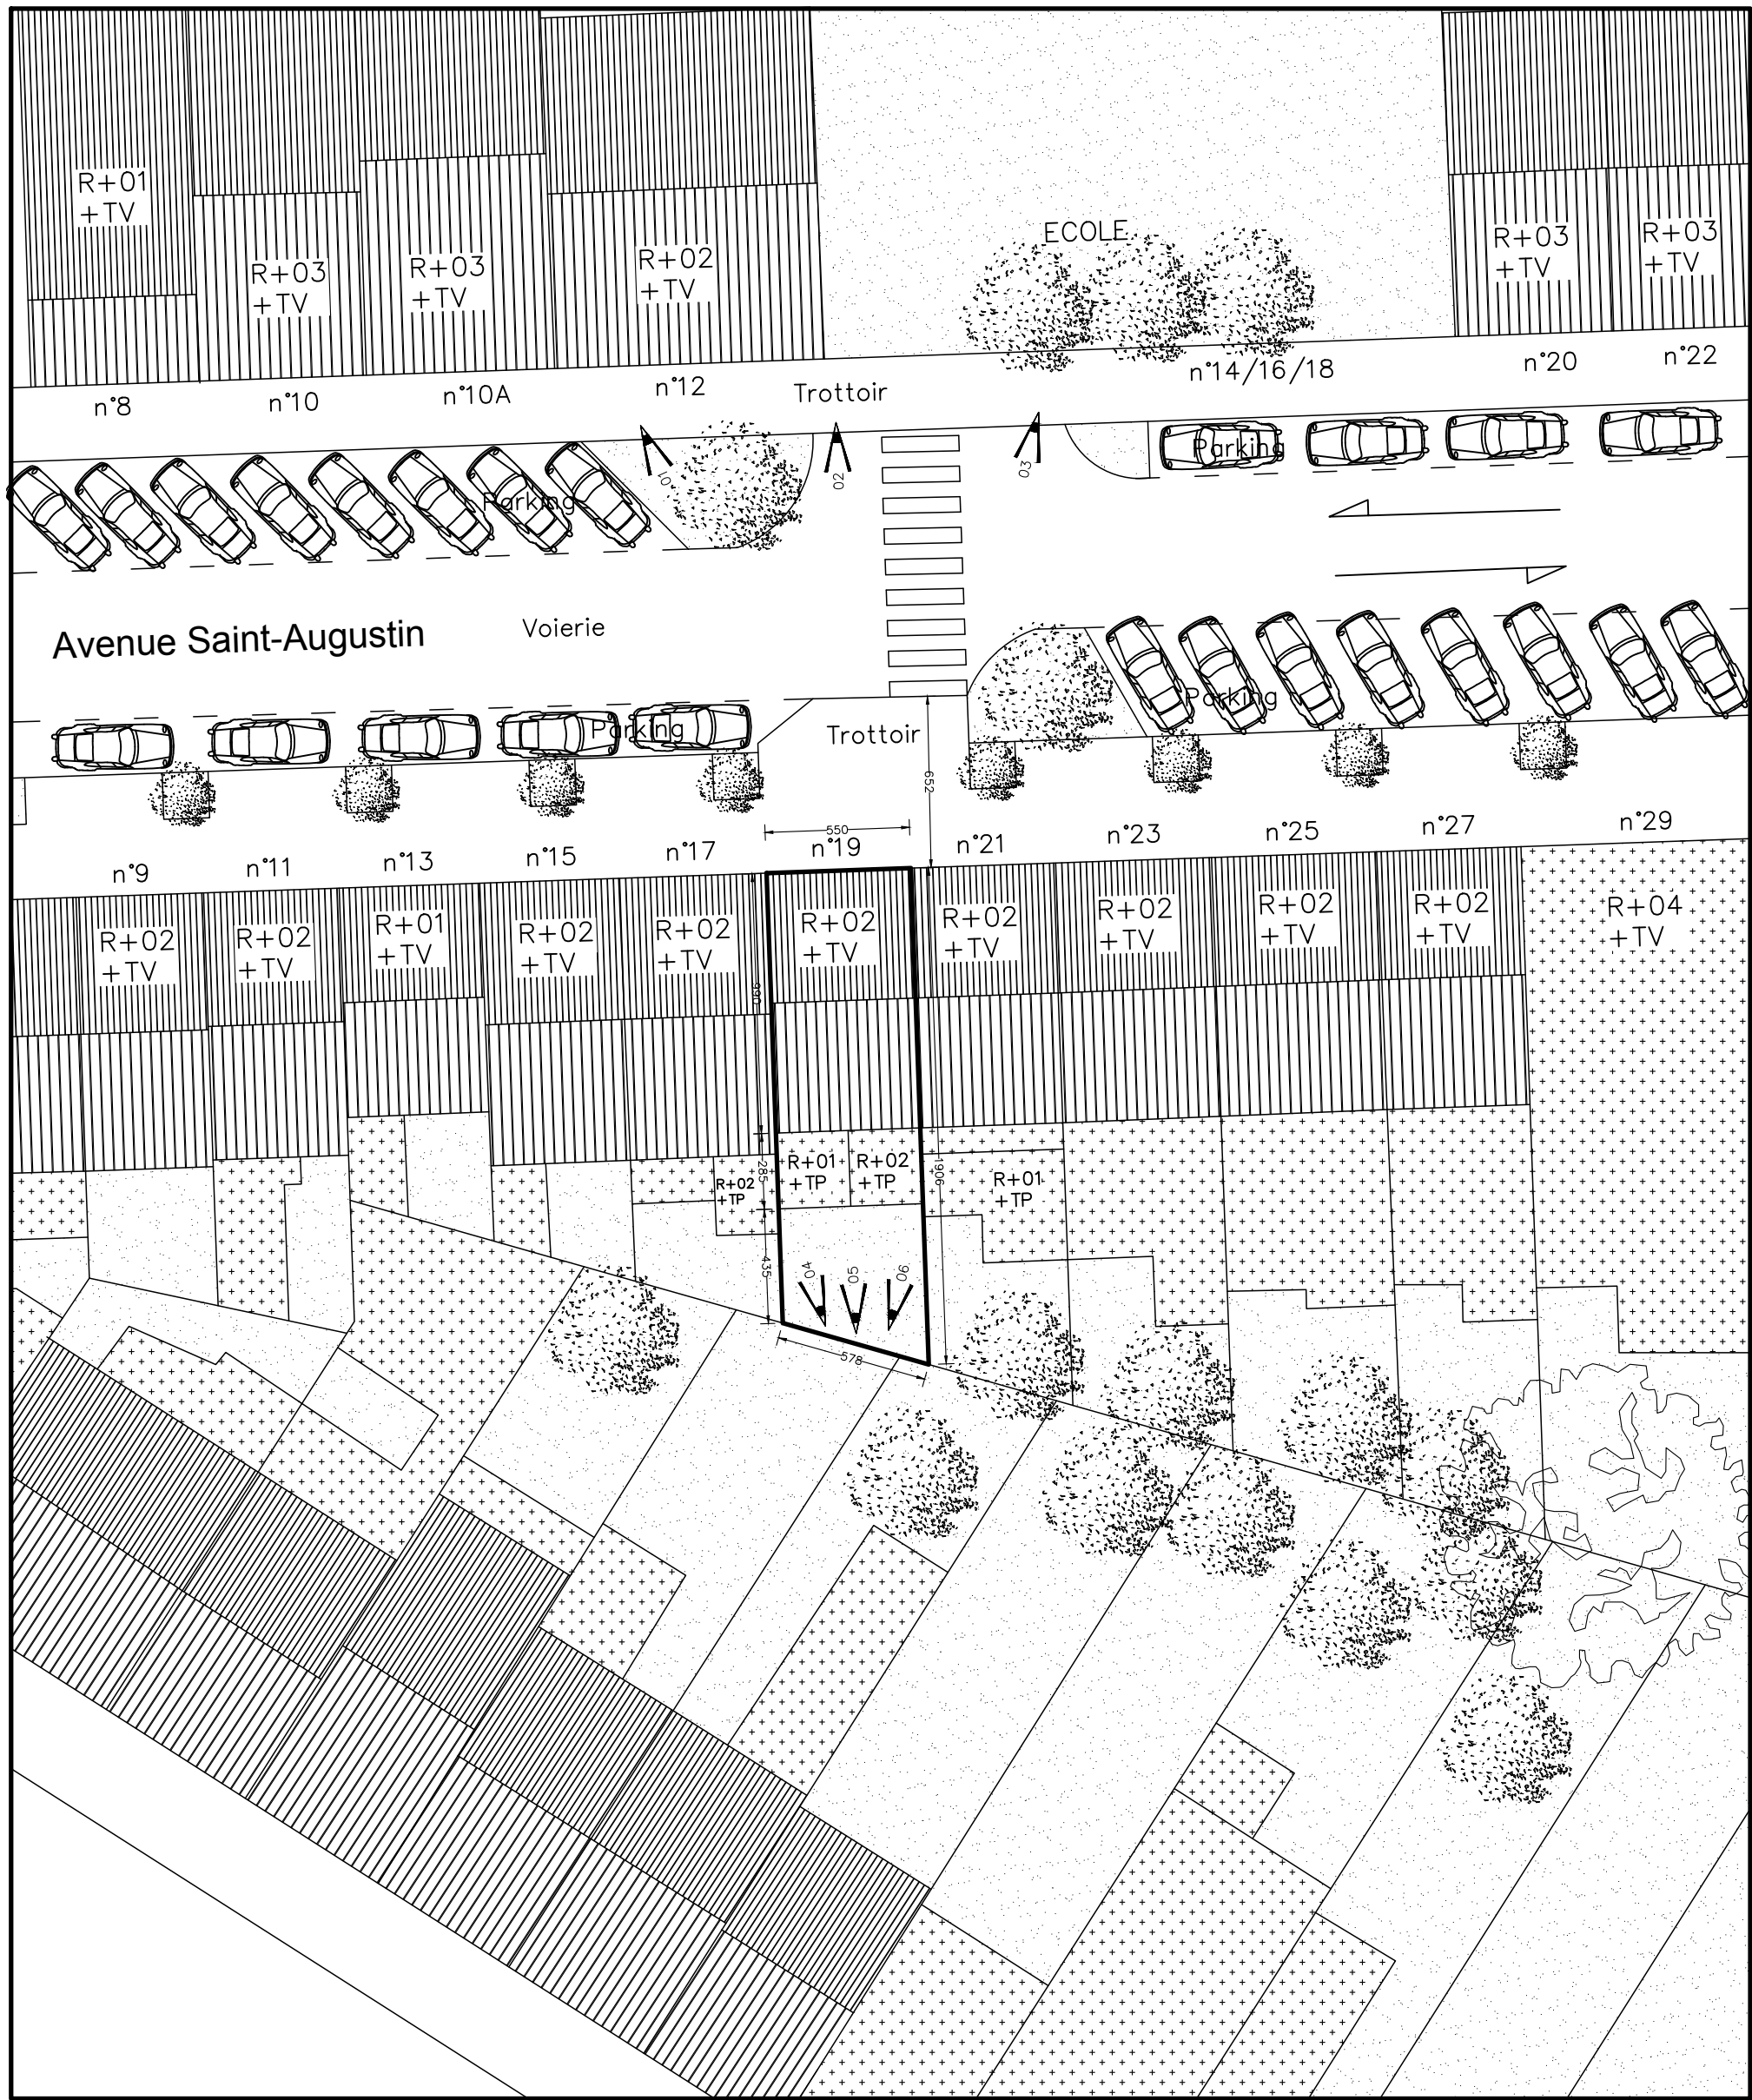 R+01
+TV
R+03
+TV
R+03
+TV
R+02
+TV
ECOLE
R+03
+TV
R+03
+TV
n°8
n°10
n°10A
n°12
Trottoir
n°14/16/18
n°20
n°22
01
02
03
Parking
Parking
Avenue Saint-Augustin
Voierie
Parking
Parking
Trottoir
652
550
n°9
n°11
n°13
n°15
n°17
n°19
n°21
n°23
n°25
n°27
n°29
R+02
+TV
R+02
+TV
R+01
+TV
R+02
+TV
R+02
+TV
R+02
+TV
R+02
+TV
R+02
+TV
R+02
+TV
R+02
+TV
R+04
+TV
990
285
435
1906
R+02
+TP
R+01
+TP
R+02
+TP
R+01
+TP
04
05
06
578